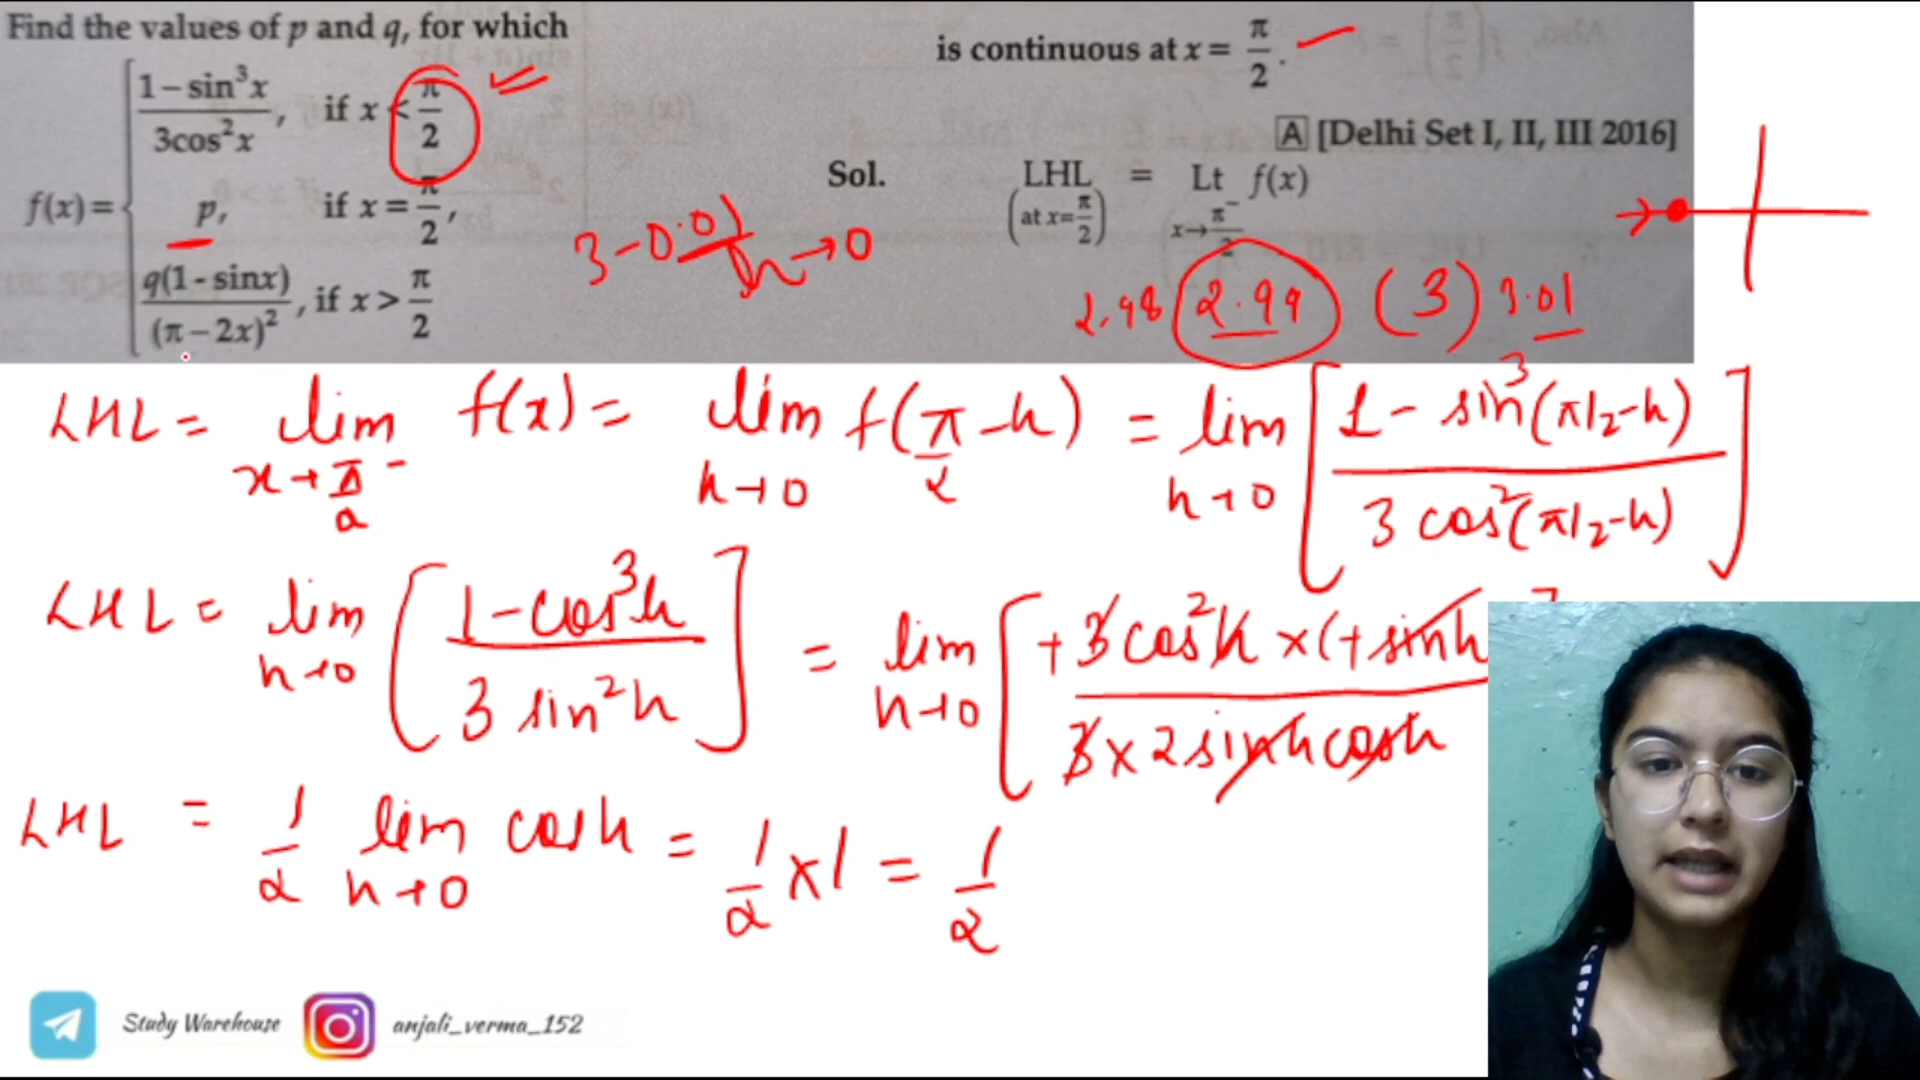 Find the values of p and q, for which
f(x) = { 1 – sin³x / 3cos²x, if x < π/2
p, if x = π/2,
q(1 - sinx) / (π – 2x)², if x > π/2
is continuous at x = π/2.
A [Delhi Set I, II, III 2016]
Sol. LHL (at x=π/2) = Lt x→π/2⁻ f(x)
3-0.01
h→0
2.98 2.99 (3) 3.01
LHL = lim x→π/2⁻ f(x) = lim h→0 f(π/2 -h) = lim h→0 [1 - sin³(π/2-h) / 3 cos²(π/2-h)]
LHL = lim h→0 [1-cos³h / 3 sin²h] = lim h→0 [+3cos²h ×(+sinh / 3×2sinhcosh
LHL = 1/2 lim h→0 cosh = 1/2 ×1 = 1/2
Study Warehouse
anjali_verma_152